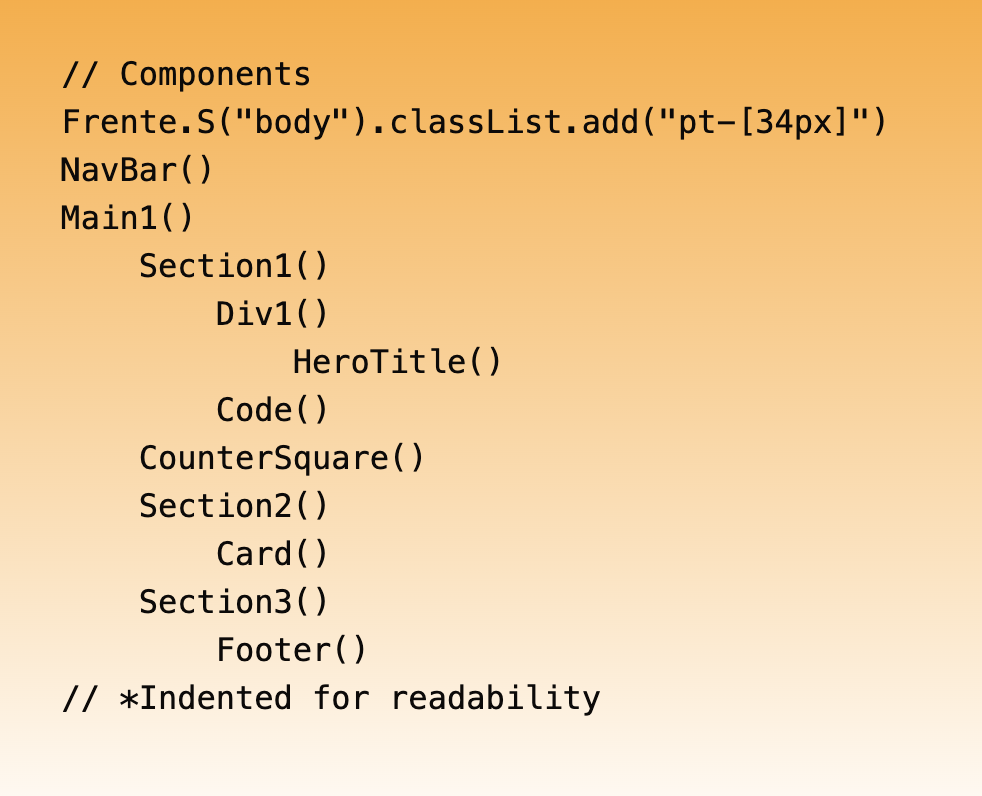 // Components
Frente.S("body").classList.add("pt-[34px]")
NavBar()
Main1()
    Section1()
        Div1()
            HeroTitle()
        Code()
    CounterSquare()
    Section2()
        Card()
    Section3()
        Footer()
// *Indented for readability